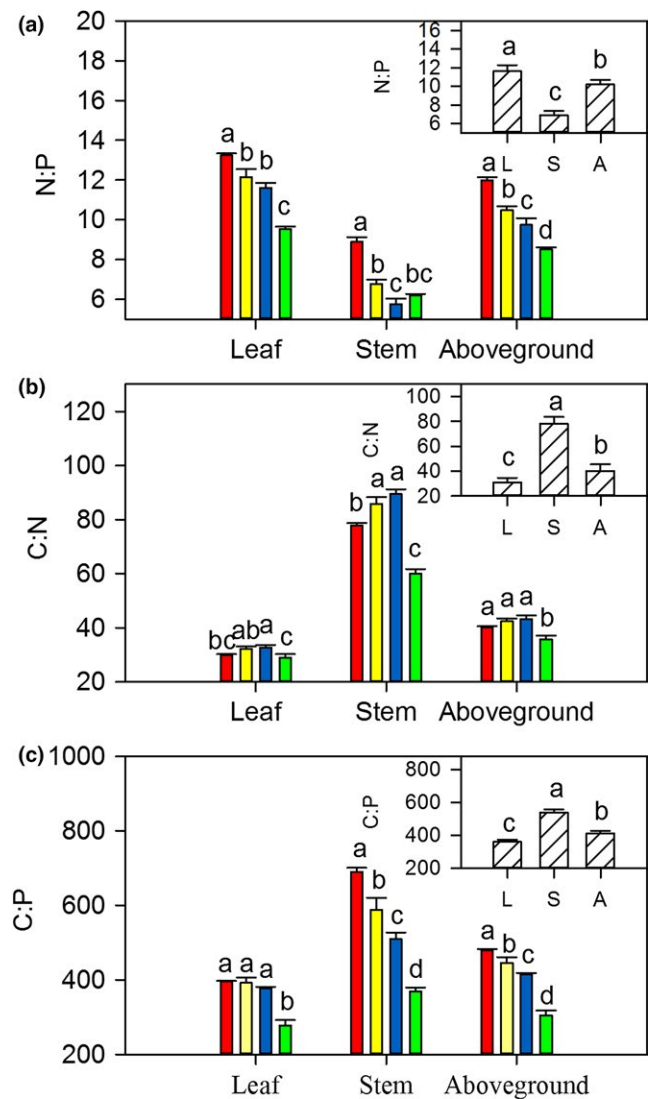 (a)
20
18
16
14
12
10
8
6
N:P
a b b c
a b c bc
a b c d
Leaf Stem Aboveground
16
14
12
10
8
6
N:P
a c b
L S A
(b)
120
100
80
60
40
20
C:N
bc ab a c
b a a c
a a a b
Leaf Stem Aboveground
100
80
60
40
20
C:N
c a b
L S A
(c)
1000
800
600
400
200
C:P
a a a b
a b c d
a b c d
Leaf Stem Aboveground
800
600
400
200
C:P
c a b
L S A